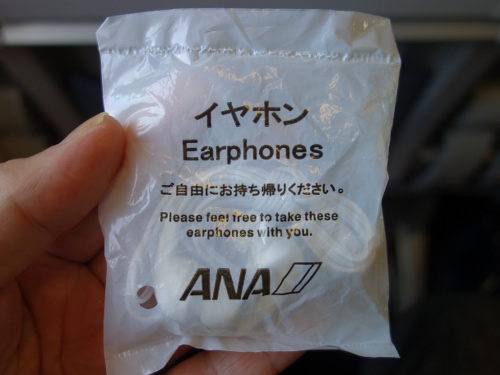 イヤホン
Earphones
ご自由にお持ち帰りください。
Please feel free to take these
earphones with you.
ANA